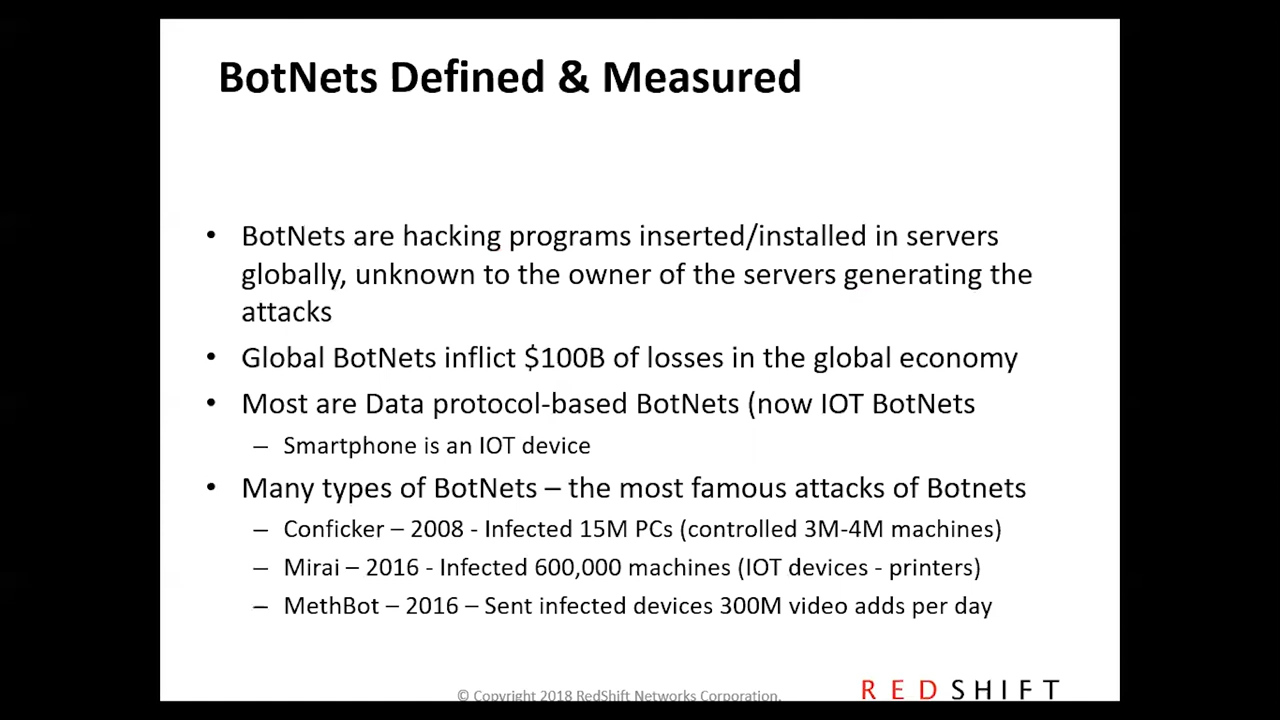 BotNets Defined & Measured
• BotNets are hacking programs inserted/installed in servers
globally, unknown to the owner of the servers generating the
attacks
• Global BotNets inflict $100B of losses in the global economy
• Most are Data protocol-based BotNets (now IOT BotNets
– Smartphone is an IOT device
• Many types of BotNets – the most famous attacks of Botnets
– Conficker – 2008 - Infected 15M PCs (controlled 3M-4M machines)
– Mirai – 2016 - Infected 600,000 machines (IOT devices - printers)
– MethBot – 2016 – Sent infected devices 300M video adds per day
© Copyright 2018 RedShift Networks Corporation.
REDSHIFT